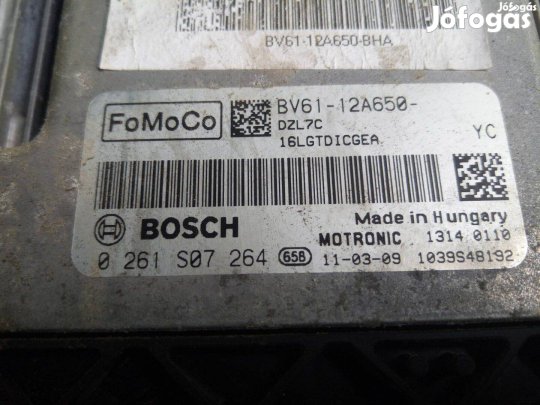 Jófogás
Jófogás
BV61-12A650-BHA
FoMoCo
BV61-12A650-
DZL7C
16LGTDICGEA
YC
BOSCH
Made in Hungary
MOTRONIC 1314 0110
0 261 S07 264 658 11-03-09 1039S48192